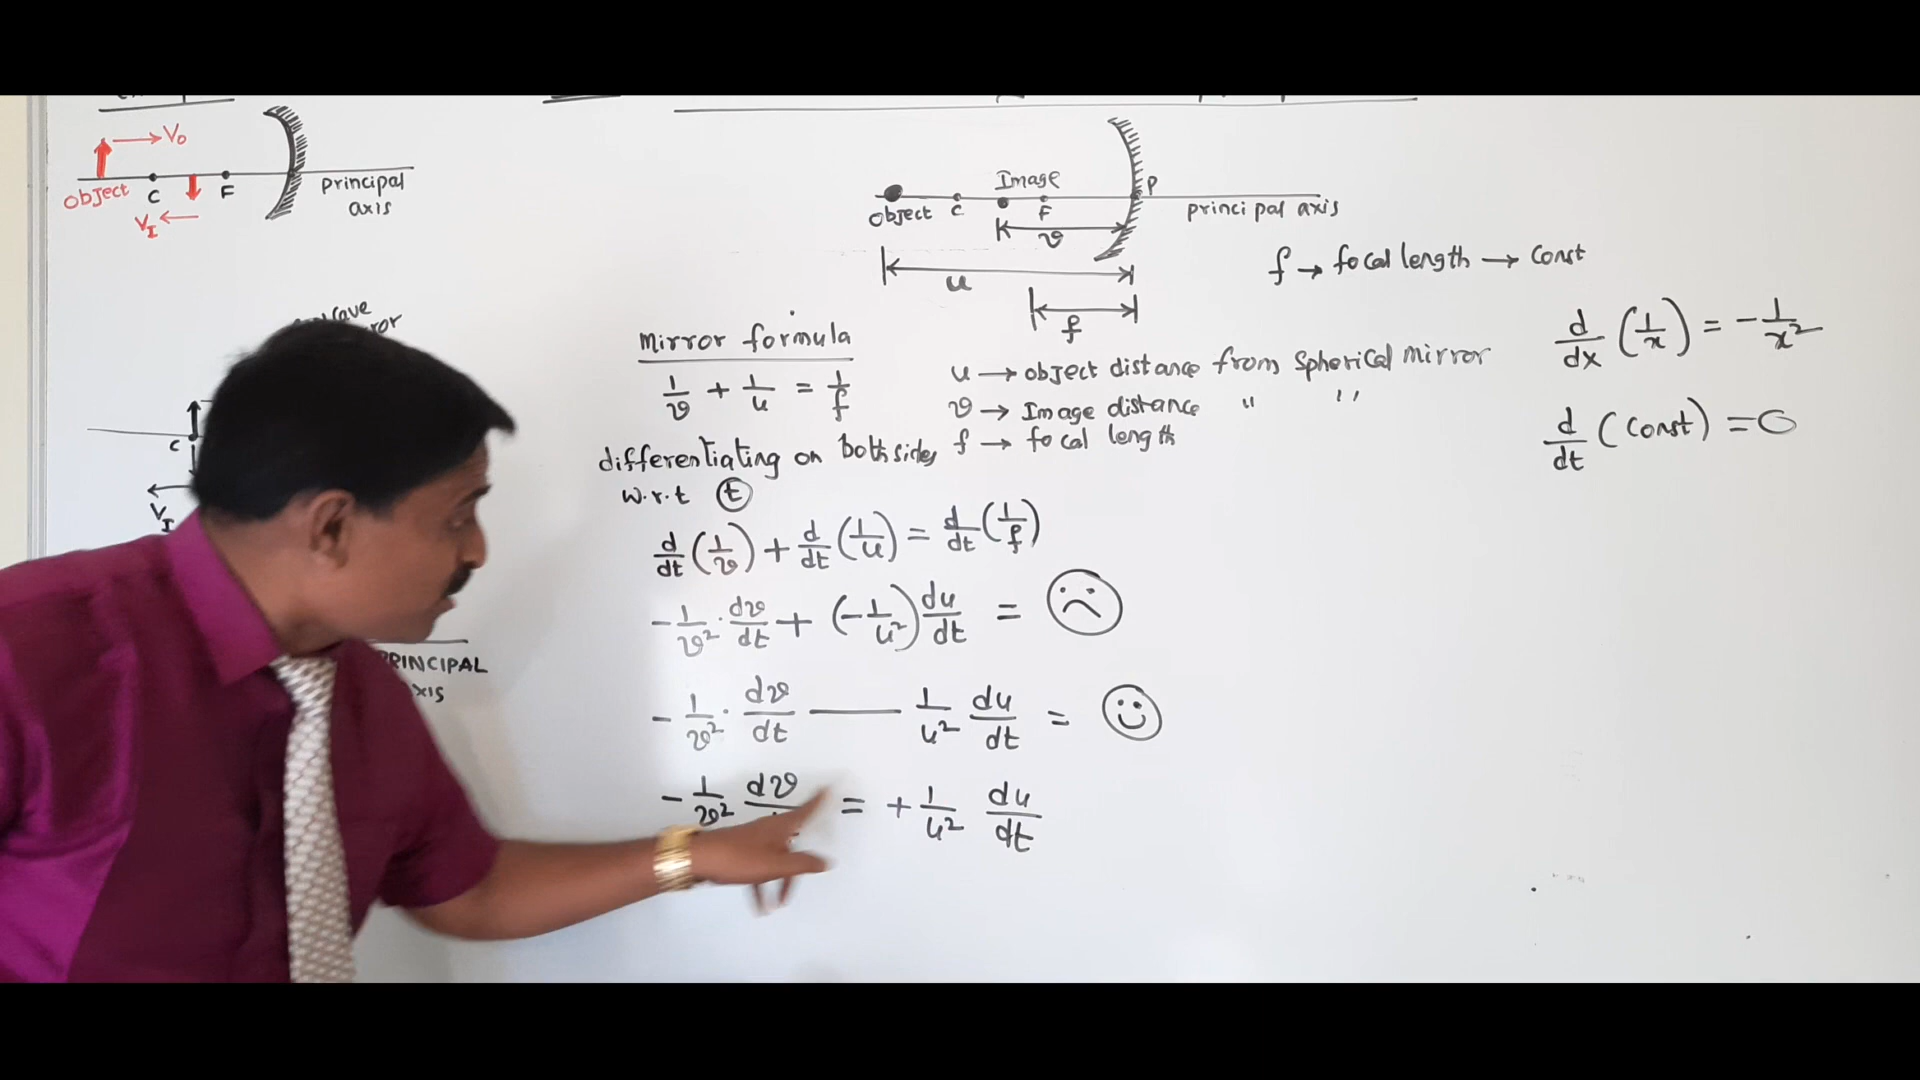 V₀
Object C F
V_I
principal
axis
C
V_I
PRINCIPAL
Image
P
Object C F
principal axis
v
u
f
f → focal length → Const
Mirror formula
1/v + 1/u = 1/f
u → object distance from Spherical mirror
v → Image distance " "
f → focal length
differentiating on both sides
w.r.t t
d/dt (1/v) + d/dt (1/u) = d/dt (1/f)
-1/v² · dv/dt + (-1/u²) du/dt =
-1/v² · dv/dt — 1/u² du/dt =
-1/v² dv = + 1/u² du/dt
d/dx (1/x) = -1/x²
d/dt (Const) = 0